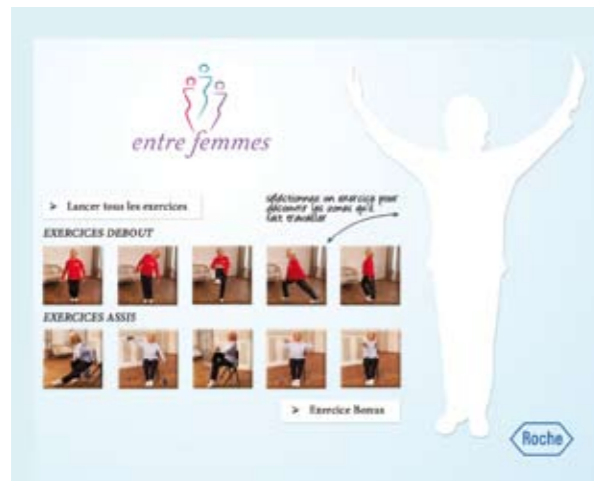 entre femmes
> Lancer tous les exercices
sélectionnez un exercice pour
découvrir les zones qu'il
fait travailler
EXERCICES DEBOUT
EXERCICES ASSIS
> Exercice Bonus
Roche